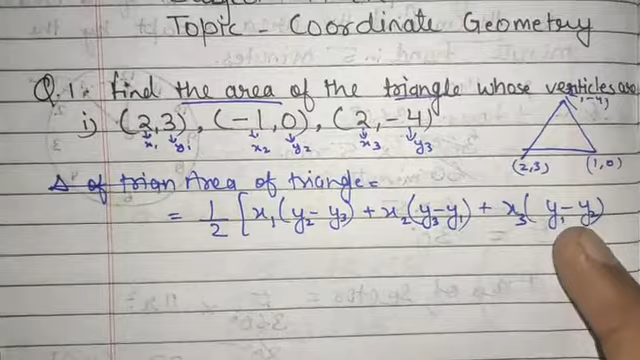 Topic - Coordinate Geometry
Q.1. find the area of the triangle whose verticles are
i) (2,3), (-1,0), (2,-4)
x₁ y₁ x₂ y₂ x₃ y₃
, -4)
(2,3) (1,0)
Δ of trian Area of triangle =
= 1/2 [x₁(y₂-y₃) + x₂(y₃-y₁) + x₃(y₁-y₂)